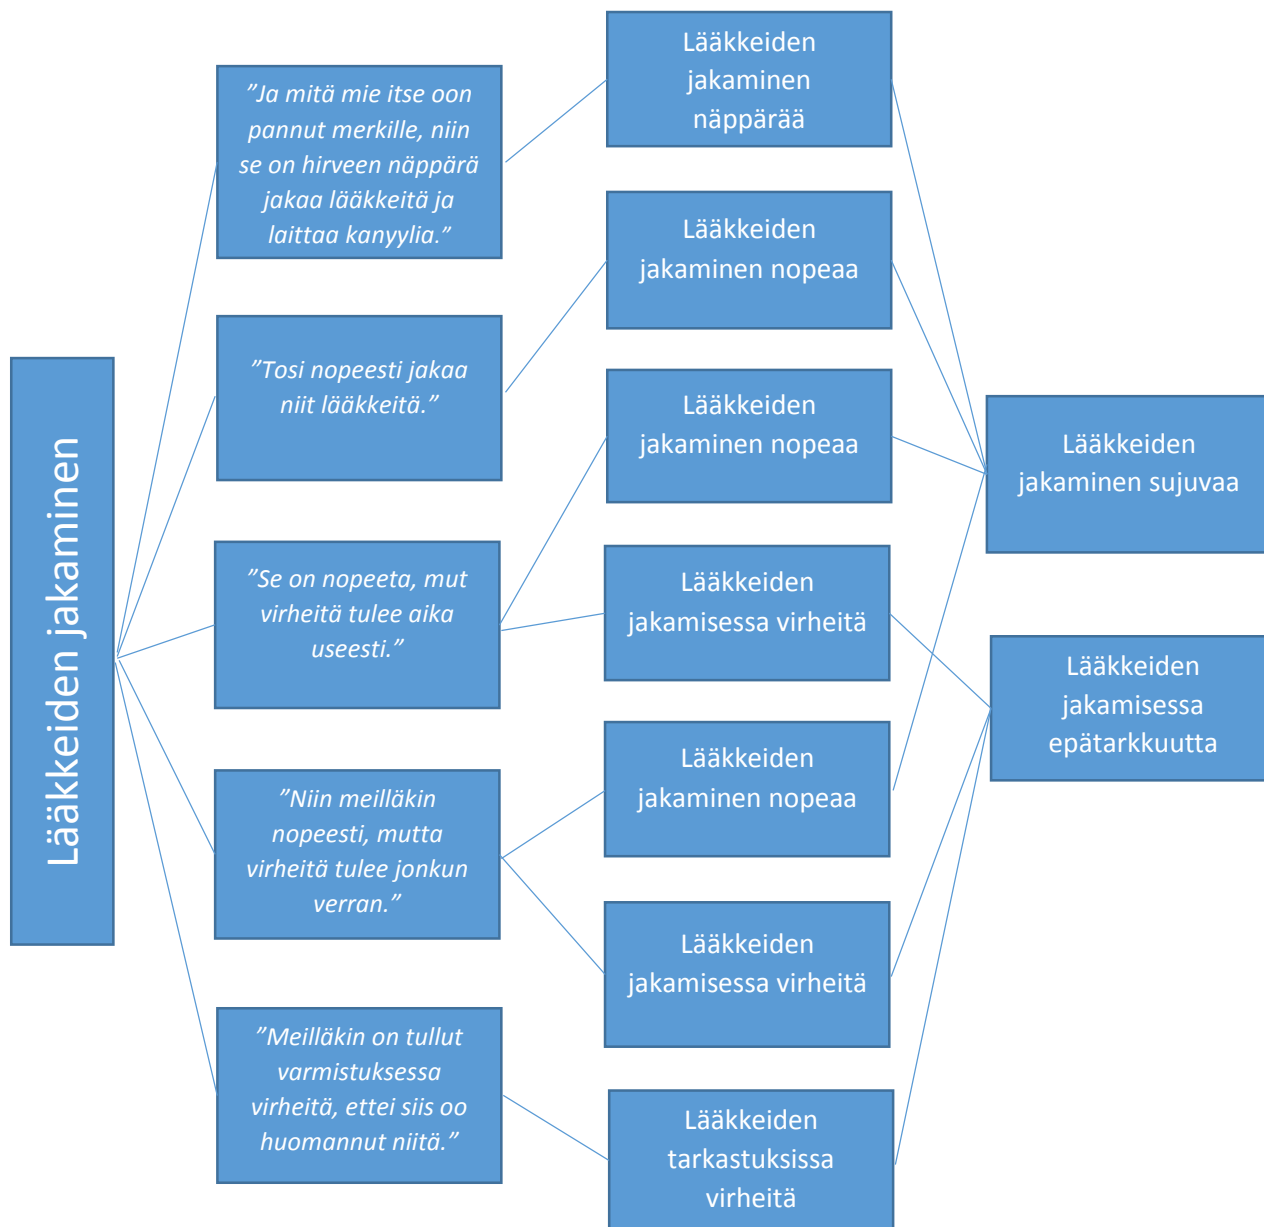 Lääkkeiden jakaminen
”Ja mitä mie itse oon
pannut merkille, niin
se on hirveen näppärä
jakaa lääkkeitä ja
laittaa kanyylia.”
”Tosi nopeesti jakaa
niit lääkkeitä.”
”Se on nopeeta, mut
virheitä tulee aika
useesti.”
”Niin meilläkin
nopeesti, mutta
virheitä tulee jonkun
verran.”
”Meilläkin on tullut
varmistuksessa
virheitä, ettei siis oo
huomannut niitä.”
Lääkkeiden
jakaminen
näppärää
Lääkkeiden
jakaminen nopeaa
Lääkkeiden
jakaminen nopeaa
Lääkkeiden
jakamisessa virheitä
Lääkkeiden
jakaminen nopeaa
Lääkkeiden
jakamisessa virheitä
Lääkkeiden
tarkastuksissa
virheitä
Lääkkeiden
jakaminen sujuvaa
Lääkkeiden
jakamisessa
epätarkkuutta